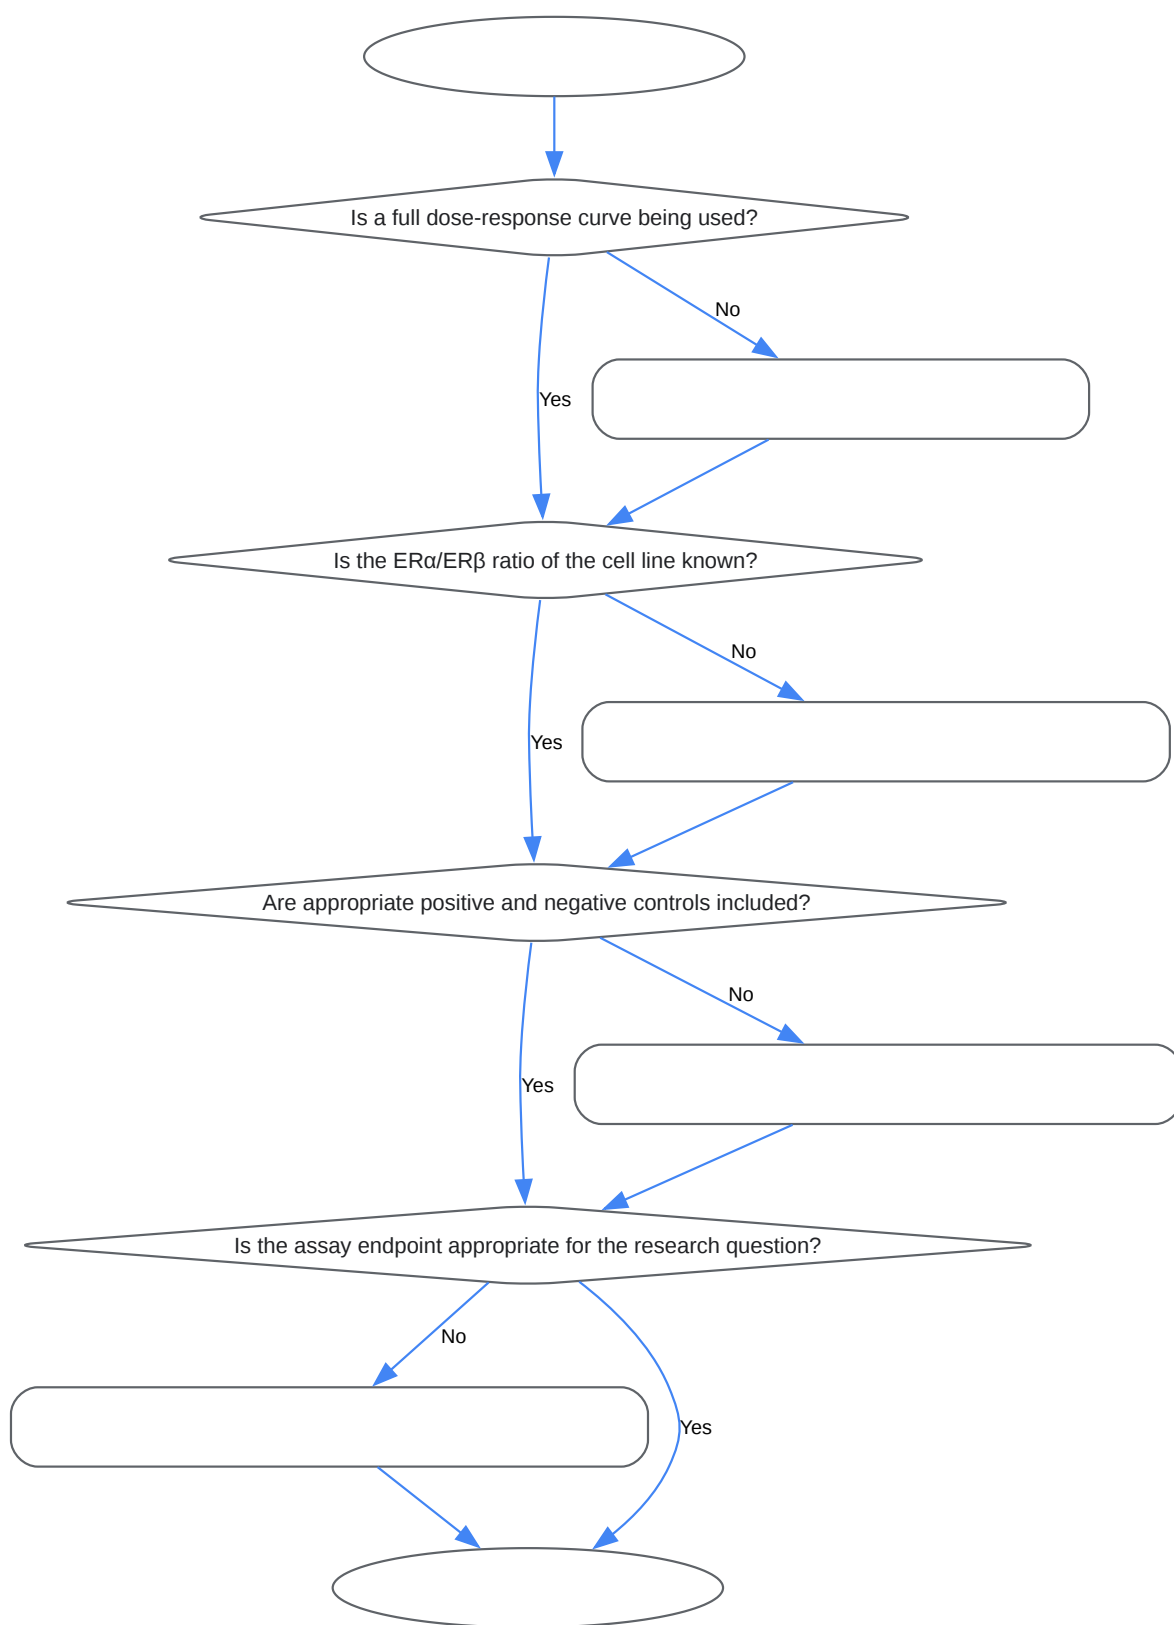 Is a full dose-response curve being used?
No
Yes
Is the ERα/ERβ ratio of the cell line known?
No
Yes
Are appropriate positive and negative controls included?
No
Yes
Is the assay endpoint appropriate for the research question?
No
Yes